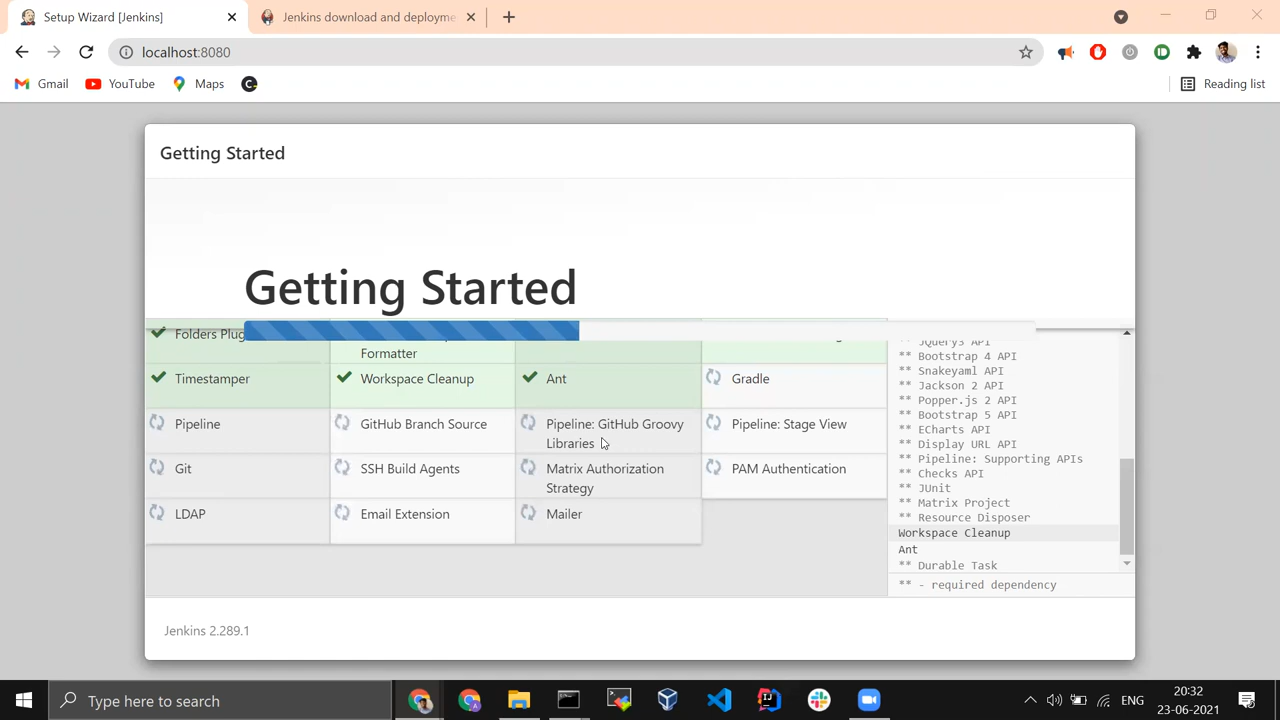 Setup Wizard [Jenkins]
Jenkins download and deployme
localhost:8080
Gmail
YouTube
Maps
Reading list
Getting Started
Getting Started
Folders Plug
Formatter
Timestamper
Workspace Cleanup
Ant
Gradle
Pipeline
GitHub Branch Source
Pipeline: GitHub Groovy
Libraries
Pipeline: Stage View
Git
SSH Build Agents
Matrix Authorization
Strategy
PAM Authentication
LDAP
Email Extension
Mailer
** JQuery3 API
** Bootstrap 4 API
** Snakeyaml API
** Jackson 2 API
** Popper.js 2 API
** Bootstrap 5 API
** ECharts API
** Display URL API
** Pipeline: Supporting APIs
** Checks API
** JUnit
** Matrix Project
** Resource Disposer
Workspace Cleanup
Ant
** Durable Task
** - required dependency
Jenkins 2.289.1
Type here to search
ENG
20:32
23-06-2021